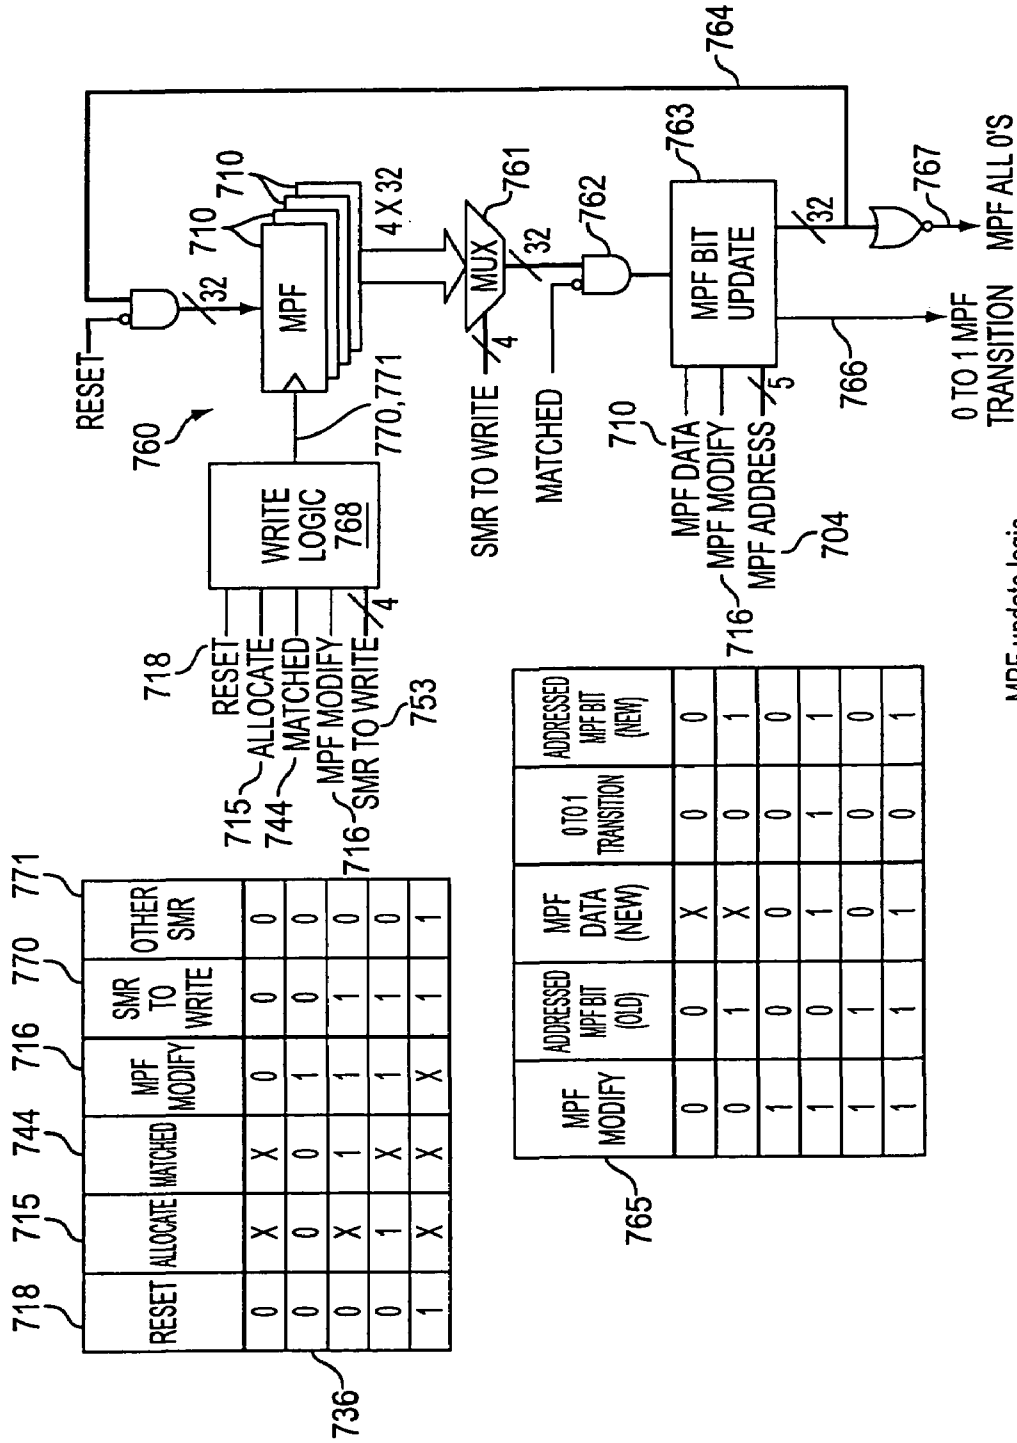 718 715 744 716 770 771
RESET ALLOCATE MATCHED MPF MODIFY SMR TO WRITE OTHER SMR
0 X X 0 0 0
0 0 0 1 0 0
0 X 1 1 1 0
0 1 X 1 1 0
1 X X X 1 1
736
765
MPF MODIFY ADDRESSED MPF BIT (OLD) MPF DATA (NEW) 0 TO 1 TRANSITION ADDRESSED MPF BIT (NEW)
0 0 X 0 0
0 1 X 0 1
1 0 0 0 0
1 0 1 1 1
1 1 0 0 0
1 1 1 0 1
718
RESET
715 ALLOCATE
744 MATCHED
716 MPF MODIFY
SMR TO WRITE
753
4
WRITE
LOGIC
768
760
770, 771
RESET
32
MPF
710
710
4 X 32
SMR TO WRITE
4
MUX
761
32
MATCHED
762
710
MPF DATA
716 MPF MODIFY
MPF ADDRESS
704
5
MPF BIT
UPDATE
763
764
32
766
767
0 TO 1 MPF
TRANSITION
MPF ALL 0'S
MPF update logic